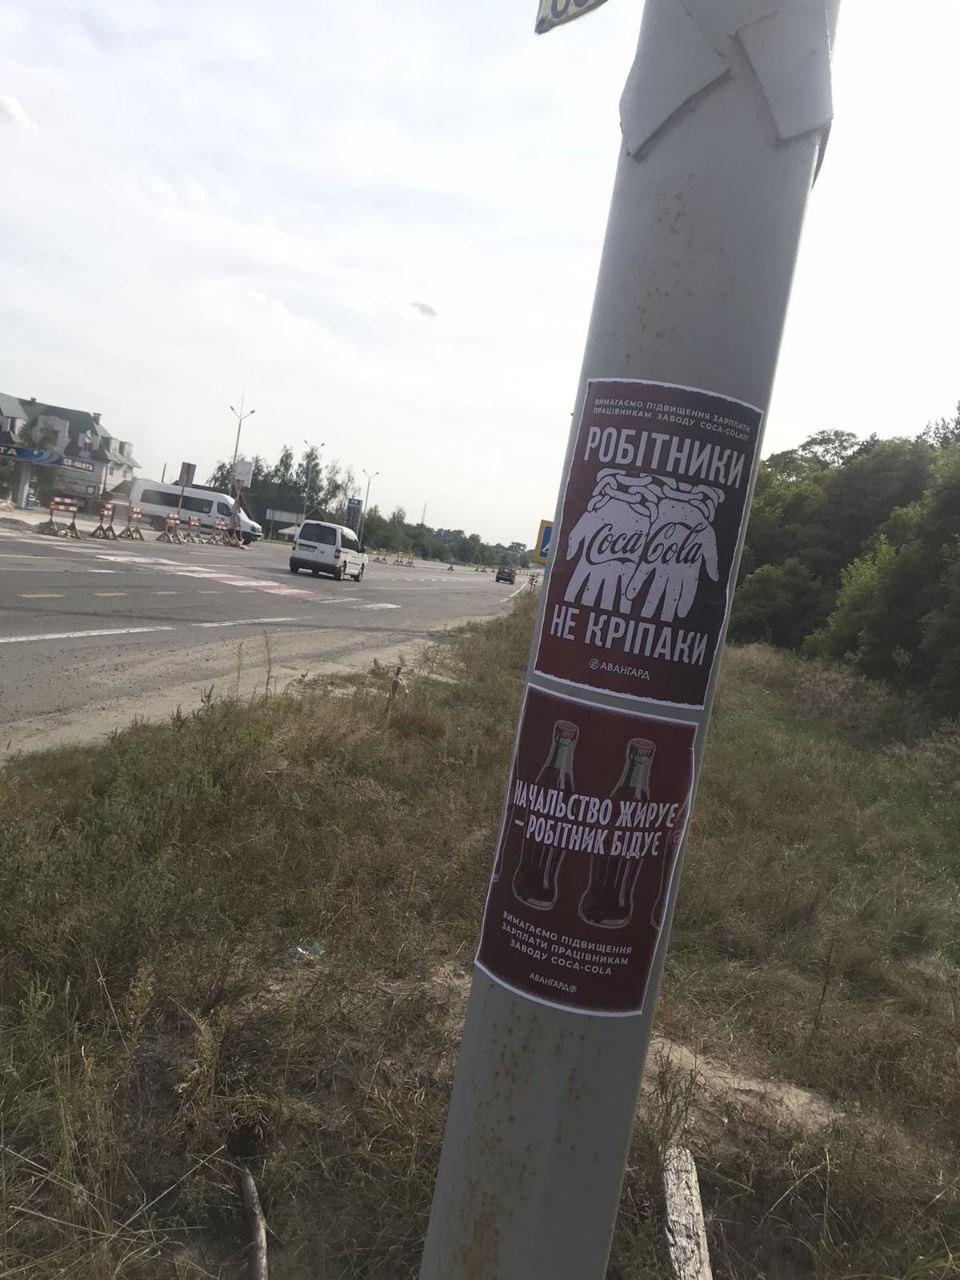 ВИМАГАЄМО ПІДВИЩЕННЯ ЗАРПЛАТИ
ПРАЦІВНИКАМ ЗАВОДУ COCA-COLA!!!
РОБІТНИКИ
Coca Cola
НЕ КРІПАКИ
АВАНГАРД
НАЧАЛЬСТВО ЖИРУЄ
– РОБІТНИК БІДУЄ
ВИМАГАЄМО ПІДВИЩЕННЯ
ЗАРПЛАТИ ПРАЦІВНИКАМ
ЗАВОДУ COCA-COLA
АВАНГАРД